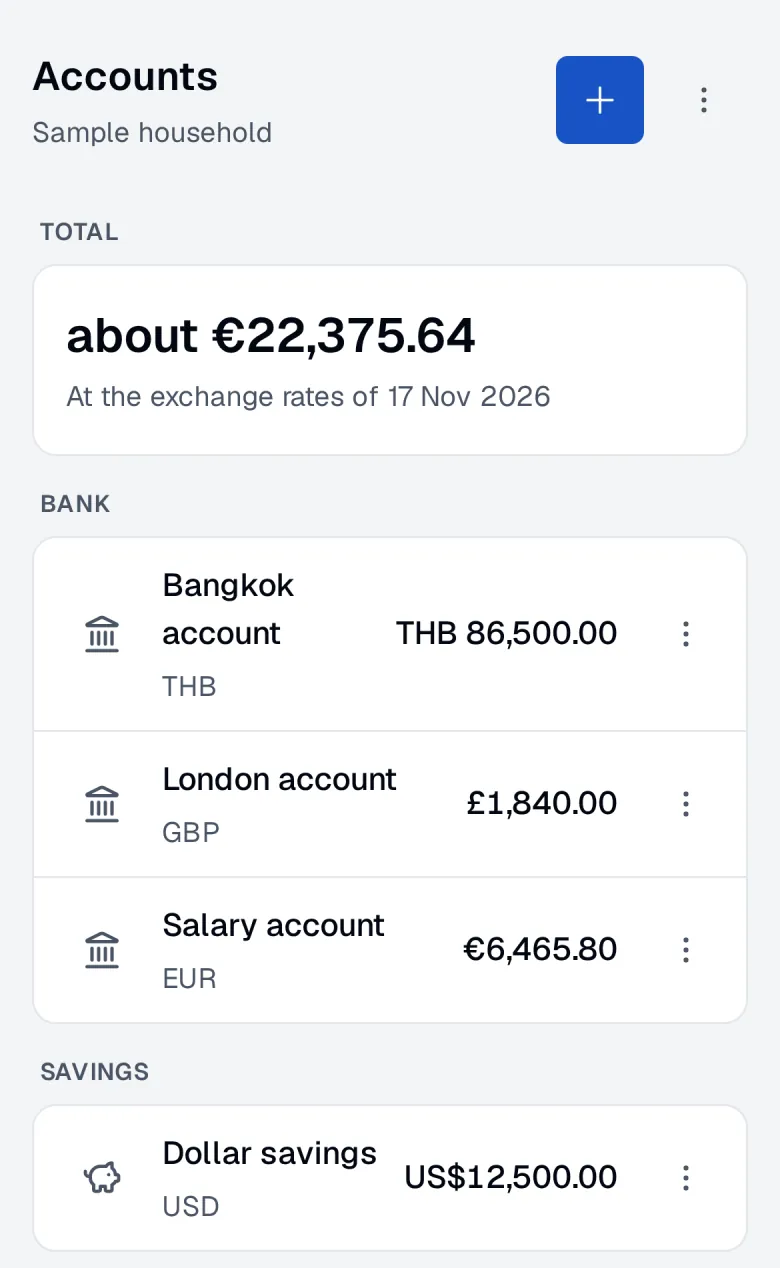 Accounts
Sample household
TOTAL
about €22,375.64
At the exchange rates of 17 Nov 2026
BANK
Bangkok
account
THB 86,500.00
THB
London account
£1,840.00
GBP
Salary account
€6,465.80
EUR
SAVINGS
Dollar savings
US$12,500.00
USD